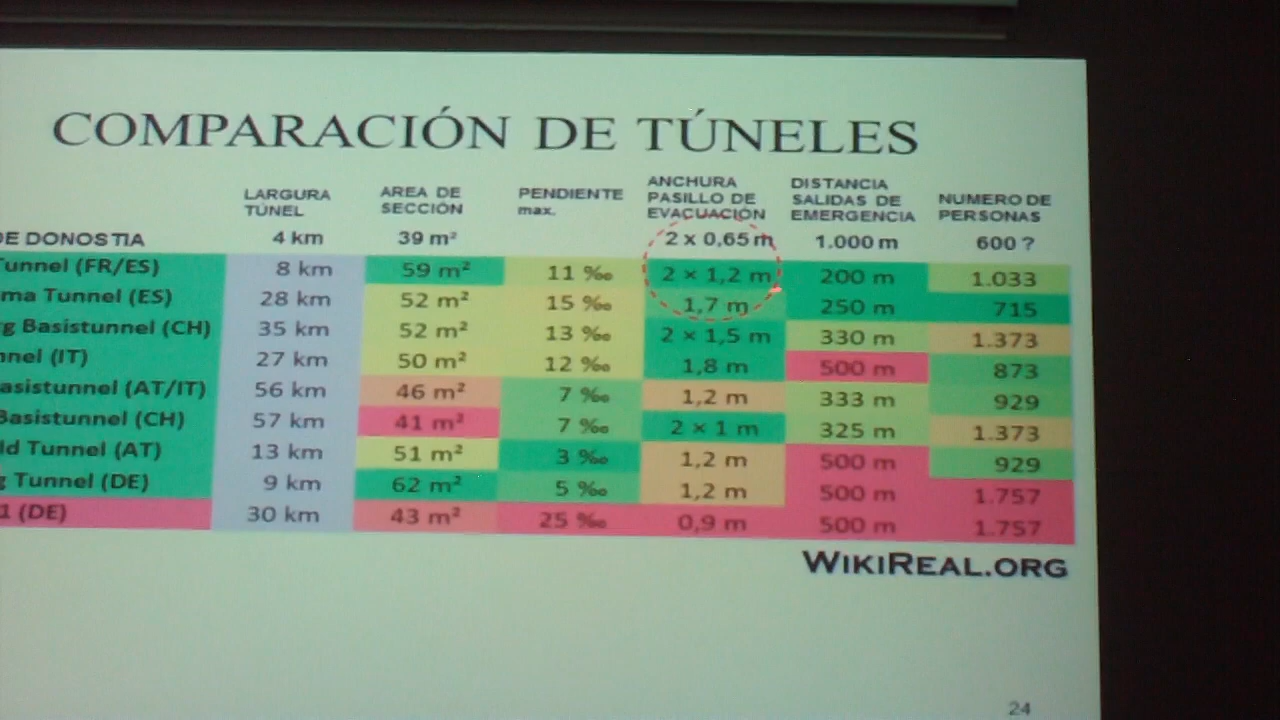 COMPARACIÓN DE TÚNELES
LARGURA TÚNEL AREA DE SECCIÓN PENDIENTE max. ANCHURA PASILLO DE EVACUACIÓN DISTANCIA SALIDAS DE EMERGENCIA NUMERO DE PERSONAS
DE DONOSTIA 4 km 39 m² 2 x 0,65 m 1.000 m 600 ?
Tunnel (FR/ES) 8 km 59 m² 11 ‰ 2 × 1,2 m 200 m 1.033
ma Tunnel (ES) 28 km 52 m² 15 ‰ 1,7 m 250 m 715
rg Basistunnel (CH) 35 km 52 m² 13 ‰ 2 × 1,5 m 330 m 1.373
nnel (IT) 27 km 50 m² 12 ‰ 1,8 m 500 m 873
asistunnel (AT/IT) 56 km 46 m² 7 ‰ 1,2 m 333 m 929
Basistunnel (CH) 57 km 41 m² 7 ‰ 2 × 1 m 325 m 1.373
ld Tunnel (AT) 13 km 51 m² 3 ‰ 1,2 m 500 m 929
g Tunnel (DE) 9 km 62 m² 5 ‰ 1,2 m 500 m 1.757
1 (DE) 30 km 43 m² 25 ‰ 0,9 m 500 m 1.757
WIKIREAL.ORG
24